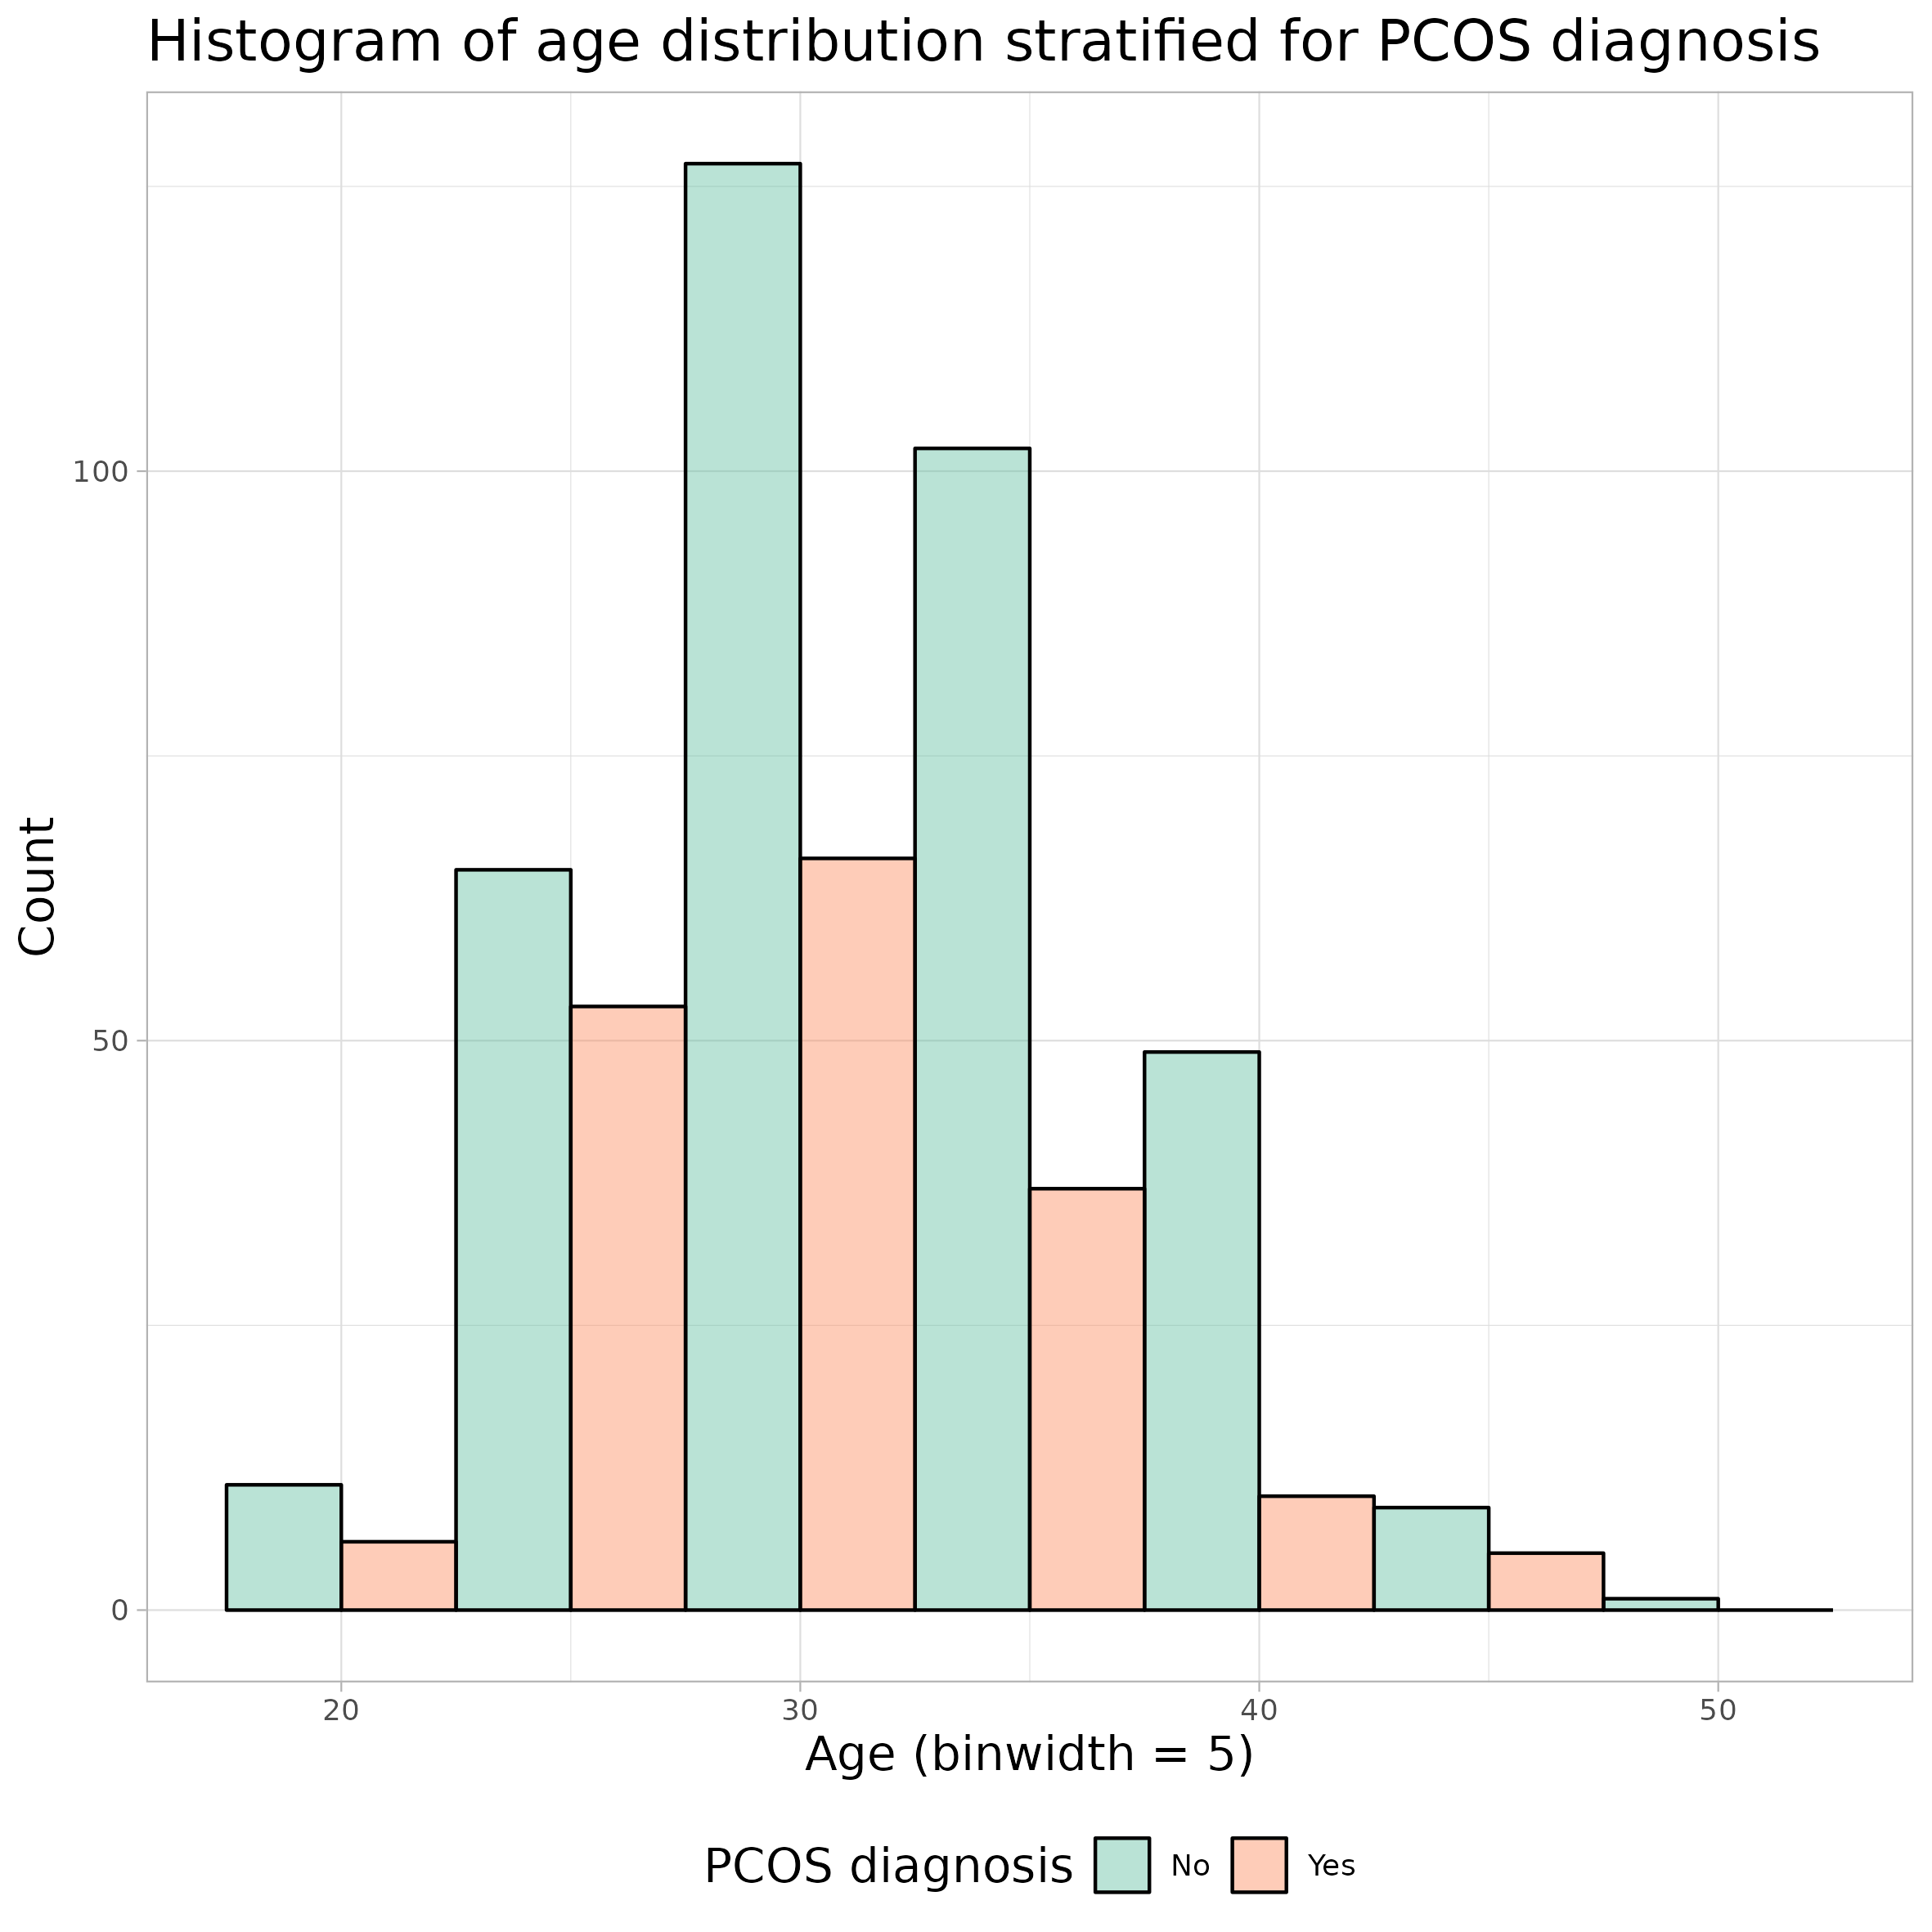 Histogram of age distribution stratified for PCOS diagnosis
Count
100
50
0
20 30 40 50
Age (binwidth = 5)
PCOS diagnosis No Yes